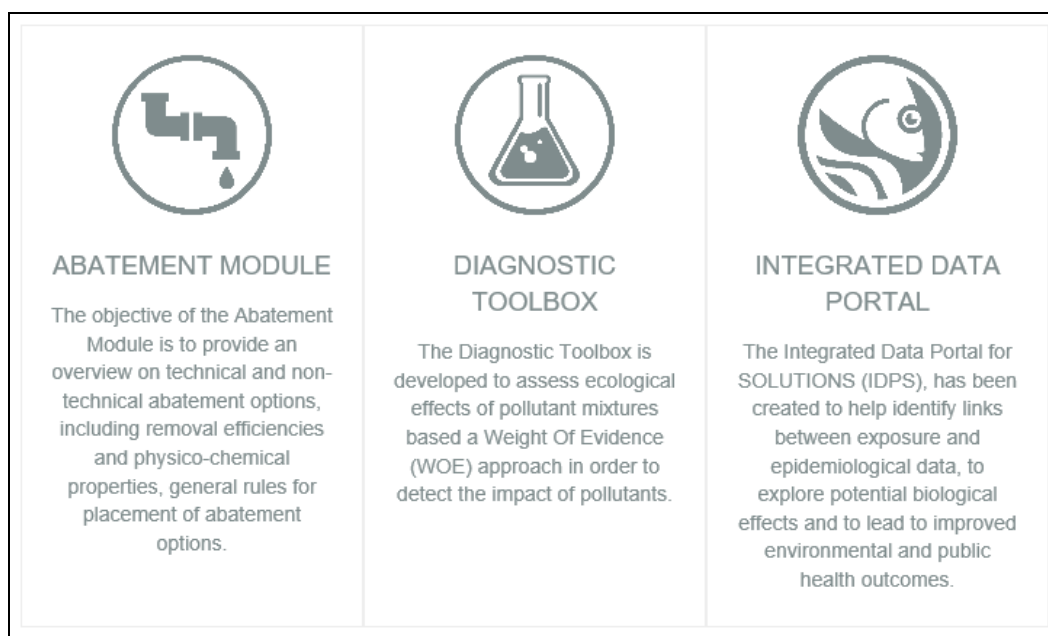 ABATEMENT MODULE
The objective of the Abatement
Module is to provide an
overview on technical and non-
technical abatement options,
including removal efficiencies
and physico-chemical
properties, general rules for
placement of abatement
options.
DIAGNOSTIC
TOOLBOX
The Diagnostic Toolbox is
developed to assess ecological
effects of pollutant mixtures
based a Weight Of Evidence
(WOE) approach in order to
detect the impact of pollutants.
INTEGRATED DATA
PORTAL
The Integrated Data Portal for
SOLUTIONS (IDPS), has been
created to help identify links
between exposure and
epidemiological data, to
explore potential biological
effects and to lead to improved
environmental and public
health outcomes.